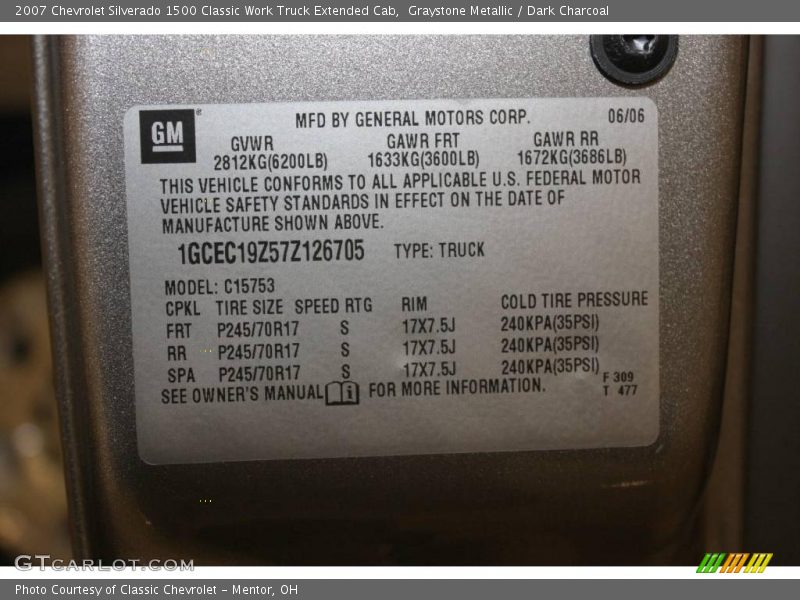 2007 Chevrolet Silverado 1500 Classic Work Truck Extended Cab, Graystone Metallic / Dark Charcoal
GM® MFD BY GENERAL MOTORS CORP. 06/06
GVWR GAWR FRT GAWR RR
2812KG(6200LB) 1633KG(3600LB) 1672KG(3686LB)
THIS VEHICLE CONFORMS TO ALL APPLICABLE U.S. FEDERAL MOTOR
VEHICLE SAFETY STANDARDS IN EFFECT ON THE DATE OF
MANUFACTURE SHOWN ABOVE.
1GCEC19Z57Z126705 TYPE: TRUCK
MODEL: C15753
CPKL TIRE SIZE SPEED RTG RIM COLD TIRE PRESSURE
FRT P245/70R17 S 17X7.5J 240KPA(35PSI)
RR P245/70R17 S 17X7.5J 240KPA(35PSI)
SPA P245/70R17 S 17X7.5J 240KPA(35PSI)
SEE OWNER'S MANUAL i FOR MORE INFORMATION.
F 309
T 477
GTCARLOT.COM
Photo Courtesy of Classic Chevrolet - Mentor, OH